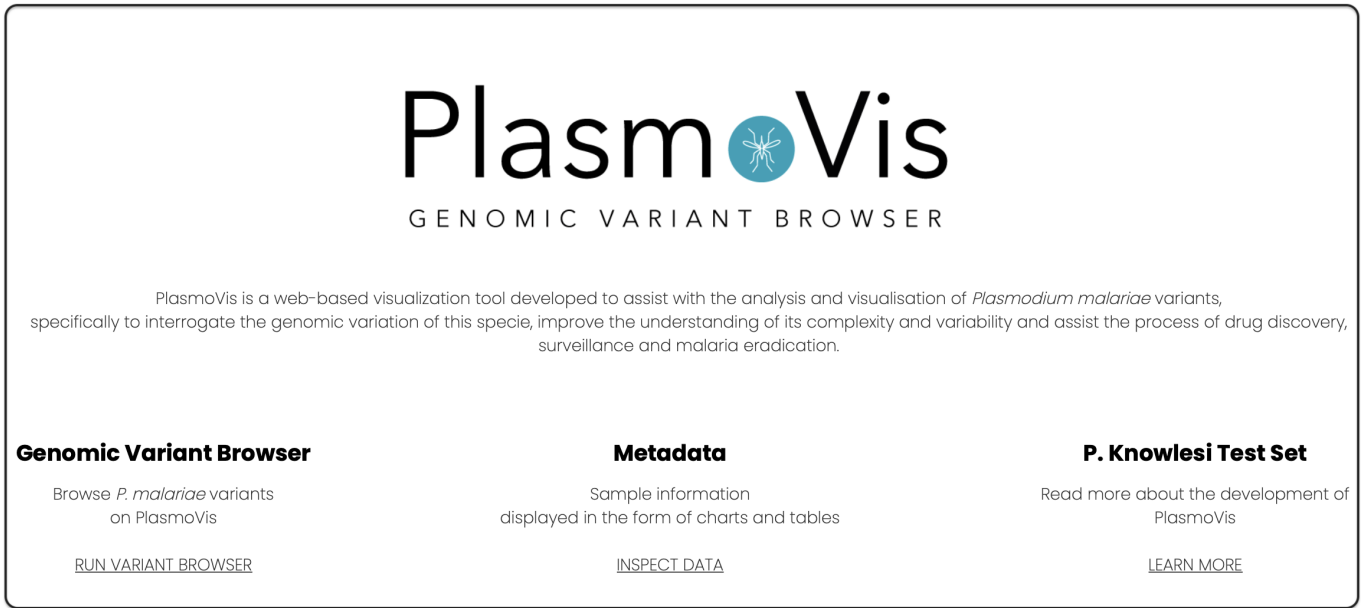 PlasmoVis
GENOMIC VARIANT BROWSER
PlasmoVis is a web-based visualization tool developed to assist with the analysis and visualisation of Plasmodium malariae variants,
specifically to interrogate the genomic variation of this specie, improve the understanding of its complexity and variability and assist the process of drug discovery,
surveillance and malaria eradication.
Genomic Variant Browser
Browse P. malariae variants
on PlasmoVis
RUN VARIANT BROWSER
Metadata
Sample information
displayed in the form of charts and tables
INSPECT DATA
P. Knowlesi Test Set
Read more about the development of
PlasmoVis
LEARN MORE